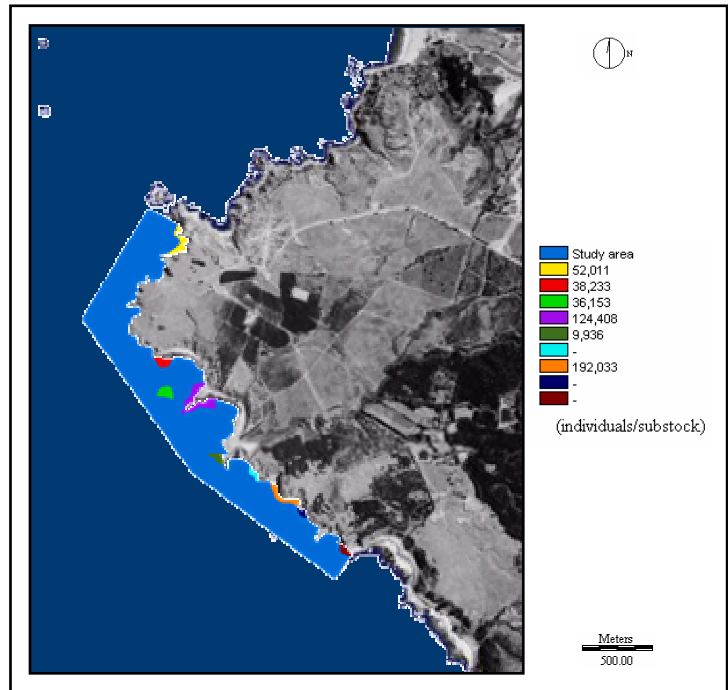 N
Study area
52,011
38,233
36,153
124,408
9,936
-
192,033
-
-
(individuals/substock)
Meters
500.00